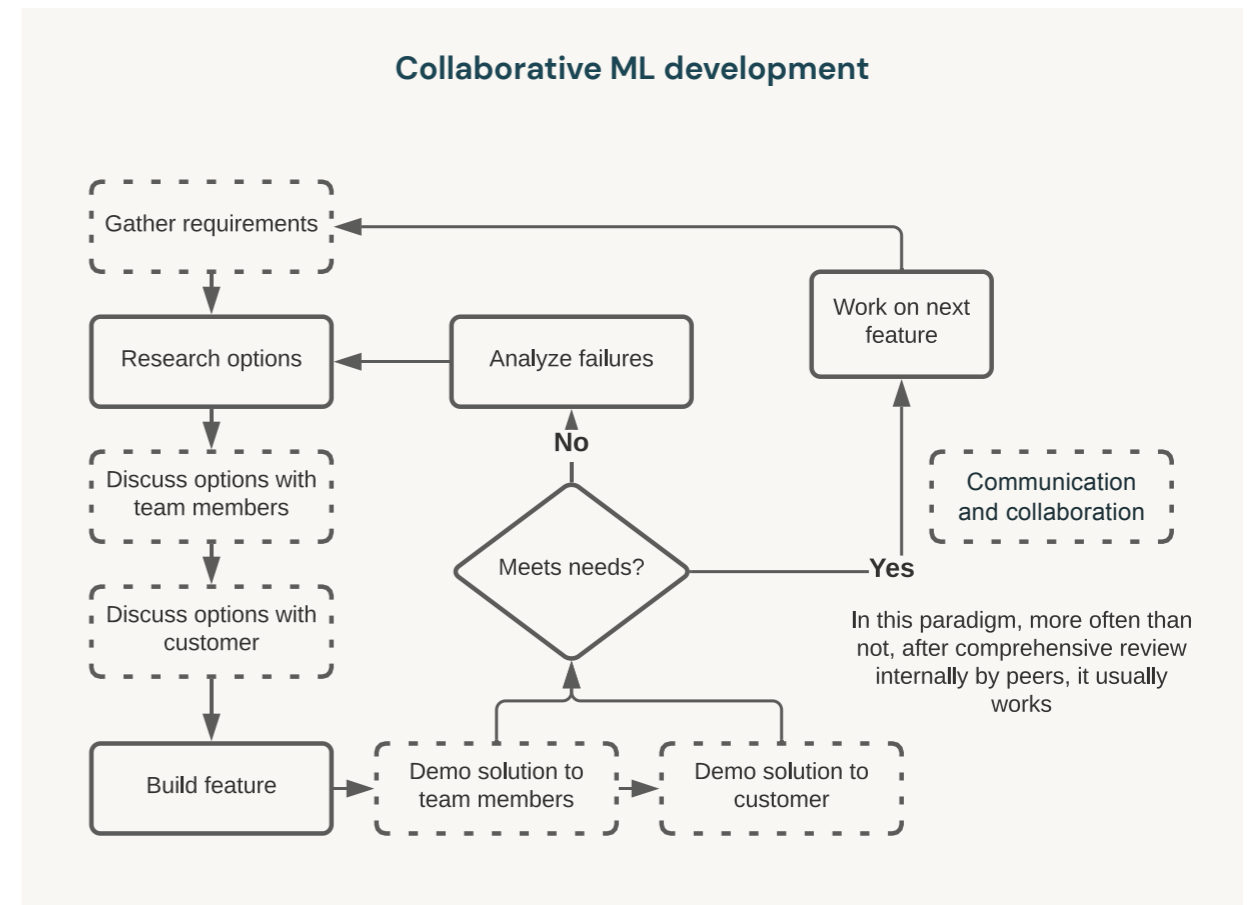 Collaborative ML development
Gather requirements
Research options
Analyze failures
Work on next
feature
No
Discuss options with
team members
Communication
and collaboration
Meets needs?
Yes
Discuss options with
customer
In this paradigm, more often than
not, after comprehensive review
internally by peers, it usually
works
Build feature
Demo solution to
team members
Demo solution to
customer